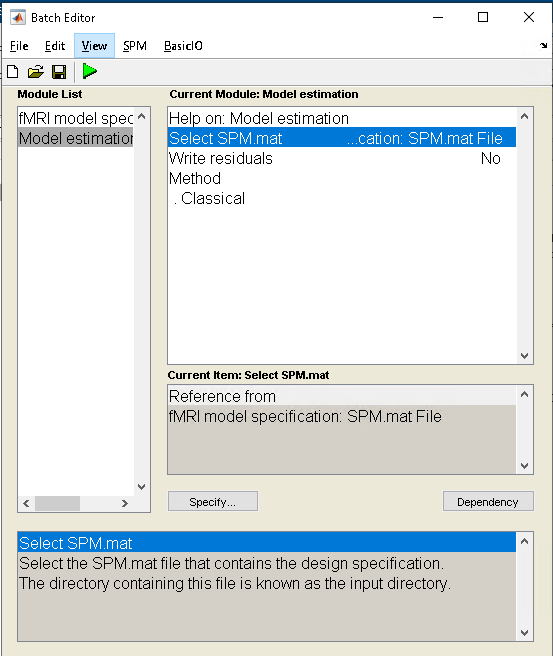 Batch Editor
File Edit View SPM BasicIO
Module List
fMRI model spec
Model estimation
Current Module: Model estimation
Help on: Model estimation
Select SPM.mat ...cation: SPM.mat File
Write residuals No
Method
. Classical
Current Item: Select SPM.mat
Reference from
fMRI model specification: SPM.mat File
Specify... Dependency
Select SPM.mat
Select the SPM.mat file that contains the design specification.
The directory containing this file is known as the input directory.